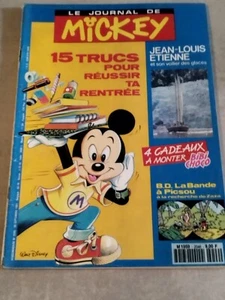 LE JOURNAL DE
MICKEY
15 TRUCS
POUR
RÉUSSIR
TA
RENTRÉE
JEAN-LOUIS
ÉTIENNE
et son voilier des glaces
4 CADEAUX
À MONTER
CHOCO
B.D. La Bande
à Picsou
à la recherche de
M
Walt Disney